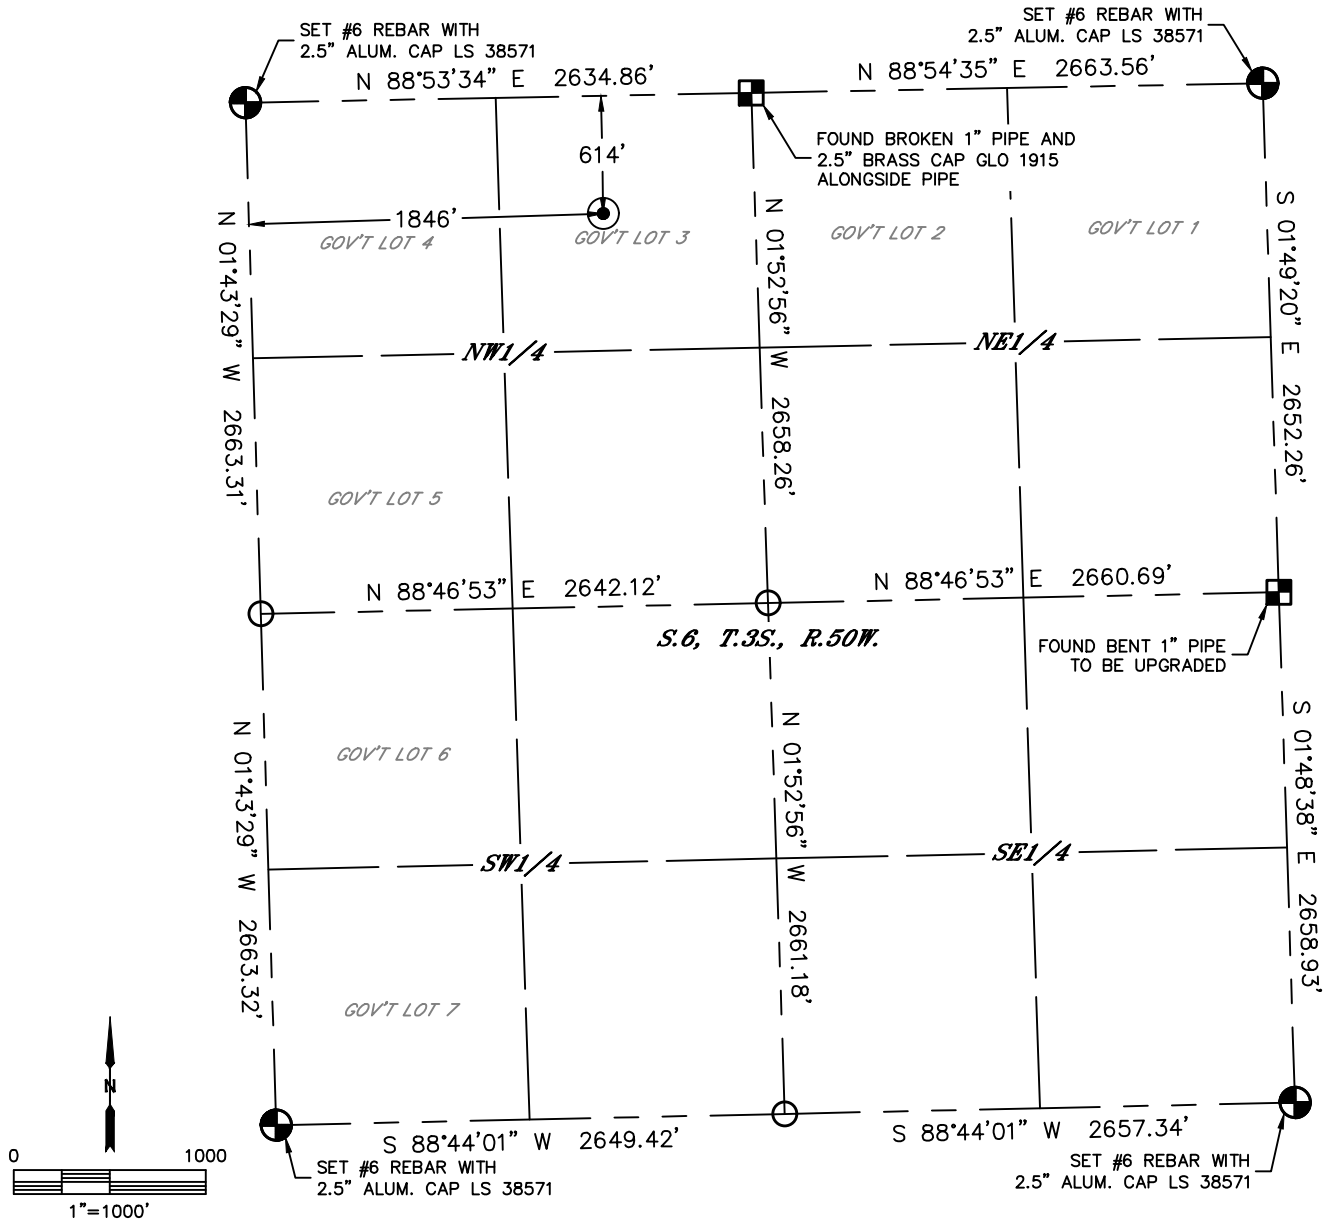 SET #6 REBAR WITH
2.5" ALUM. CAP LS 38571
SET #6 REBAR WITH
2.5" ALUM. CAP LS 38571
N 88°53'34" E 2634.86'
N 88°54'35" E 2663.56'
FOUND BROKEN 1" PIPE AND
2.5" BRASS CAP GLO 1915
ALONGSIDE PIPE
614'
1846'
GOV'T LOT 4
GOV'T LOT 3
GOV'T LOT 2
GOV'T LOT 1
N 01°43'29" W 2663.31'
N 01°52'56" W 2658.26'
S 01°49'20" E 2652.26'
NW1/4
NE1/4
GOV'T LOT 5
N 88°46'53" E 2642.12'
N 88°46'53" E 2660.69'
S.6, T.3S., R.50W.
FOUND BENT 1" PIPE
TO BE UPGRADED
N 01°43'29" W 2663.32'
N 01°52'56" W 2661.18'
S 01°48'38" E 2658.93'
GOV'T LOT 6
SW1/4
SE1/4
GOV'T LOT 7
N
S 88°44'01" W 2649.42'
S 88°44'01" W 2657.34'
0 1000
1"=1000'
SET #6 REBAR WITH
2.5" ALUM. CAP LS 38571
SET #6 REBAR WITH
2.5" ALUM. CAP LS 38571